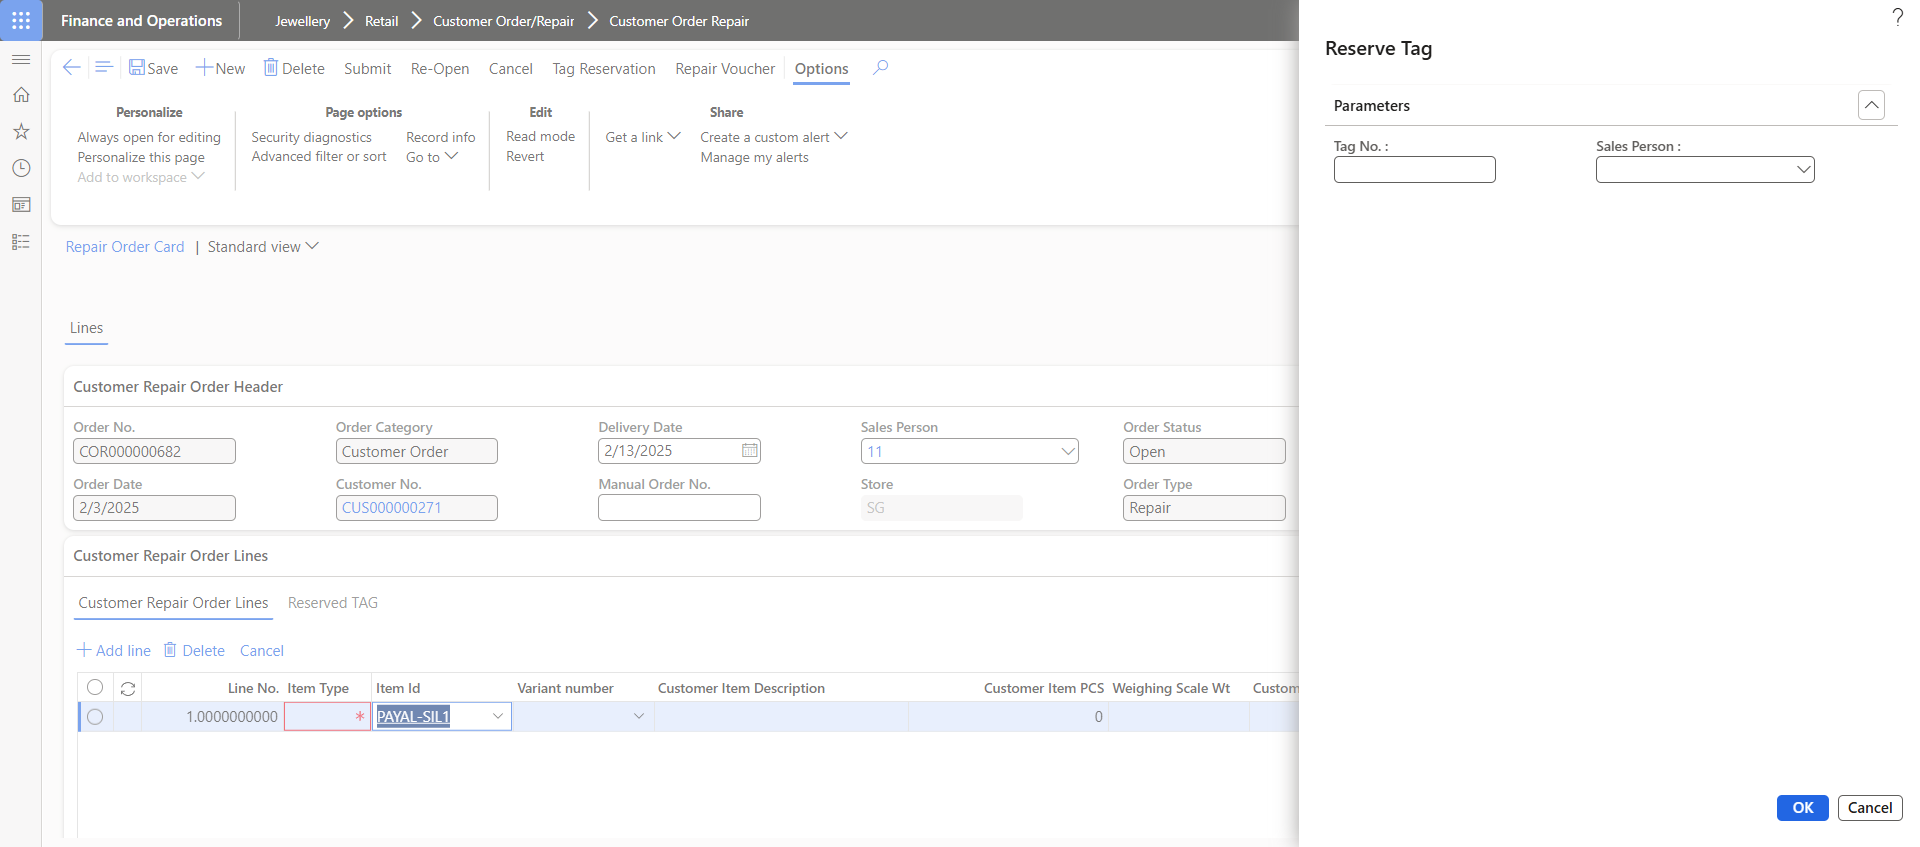 Finance and Operations
Jewellery > Retail > Customer Order/Repair > Customer Order Repair
?
Reserve Tag
Save New Delete Submit Re-Open Cancel Tag Reservation Repair Voucher Options
Parameters
Personalize
Always open for editing
Personalize this page
Add to workspace
Page options
Security diagnostics Record info
Advanced filter or sort Go to
Edit
Read mode
Revert
Share
Get a link Create a custom alert
Manage my alerts
Tag No. : Sales Person :
Repair Order Card | Standard view
Lines
Customer Repair Order Header
Order No. Order Category Delivery Date Sales Person Order Status
COR000000682 Customer Order 2/13/2025 11 Open
Order Date Customer No. Manual Order No. Store Order Type
2/3/2025 CUS000000271 SG Repair
Customer Repair Order Lines
Customer Repair Order Lines Reserved TAG
Add line Delete Cancel
Line No. Item Type Item Id Variant number Customer Item Description Customer Item PCS Weighing Scale Wt Custom
1.0000000000 * PAYAL-SIL1 0
OK Cancel